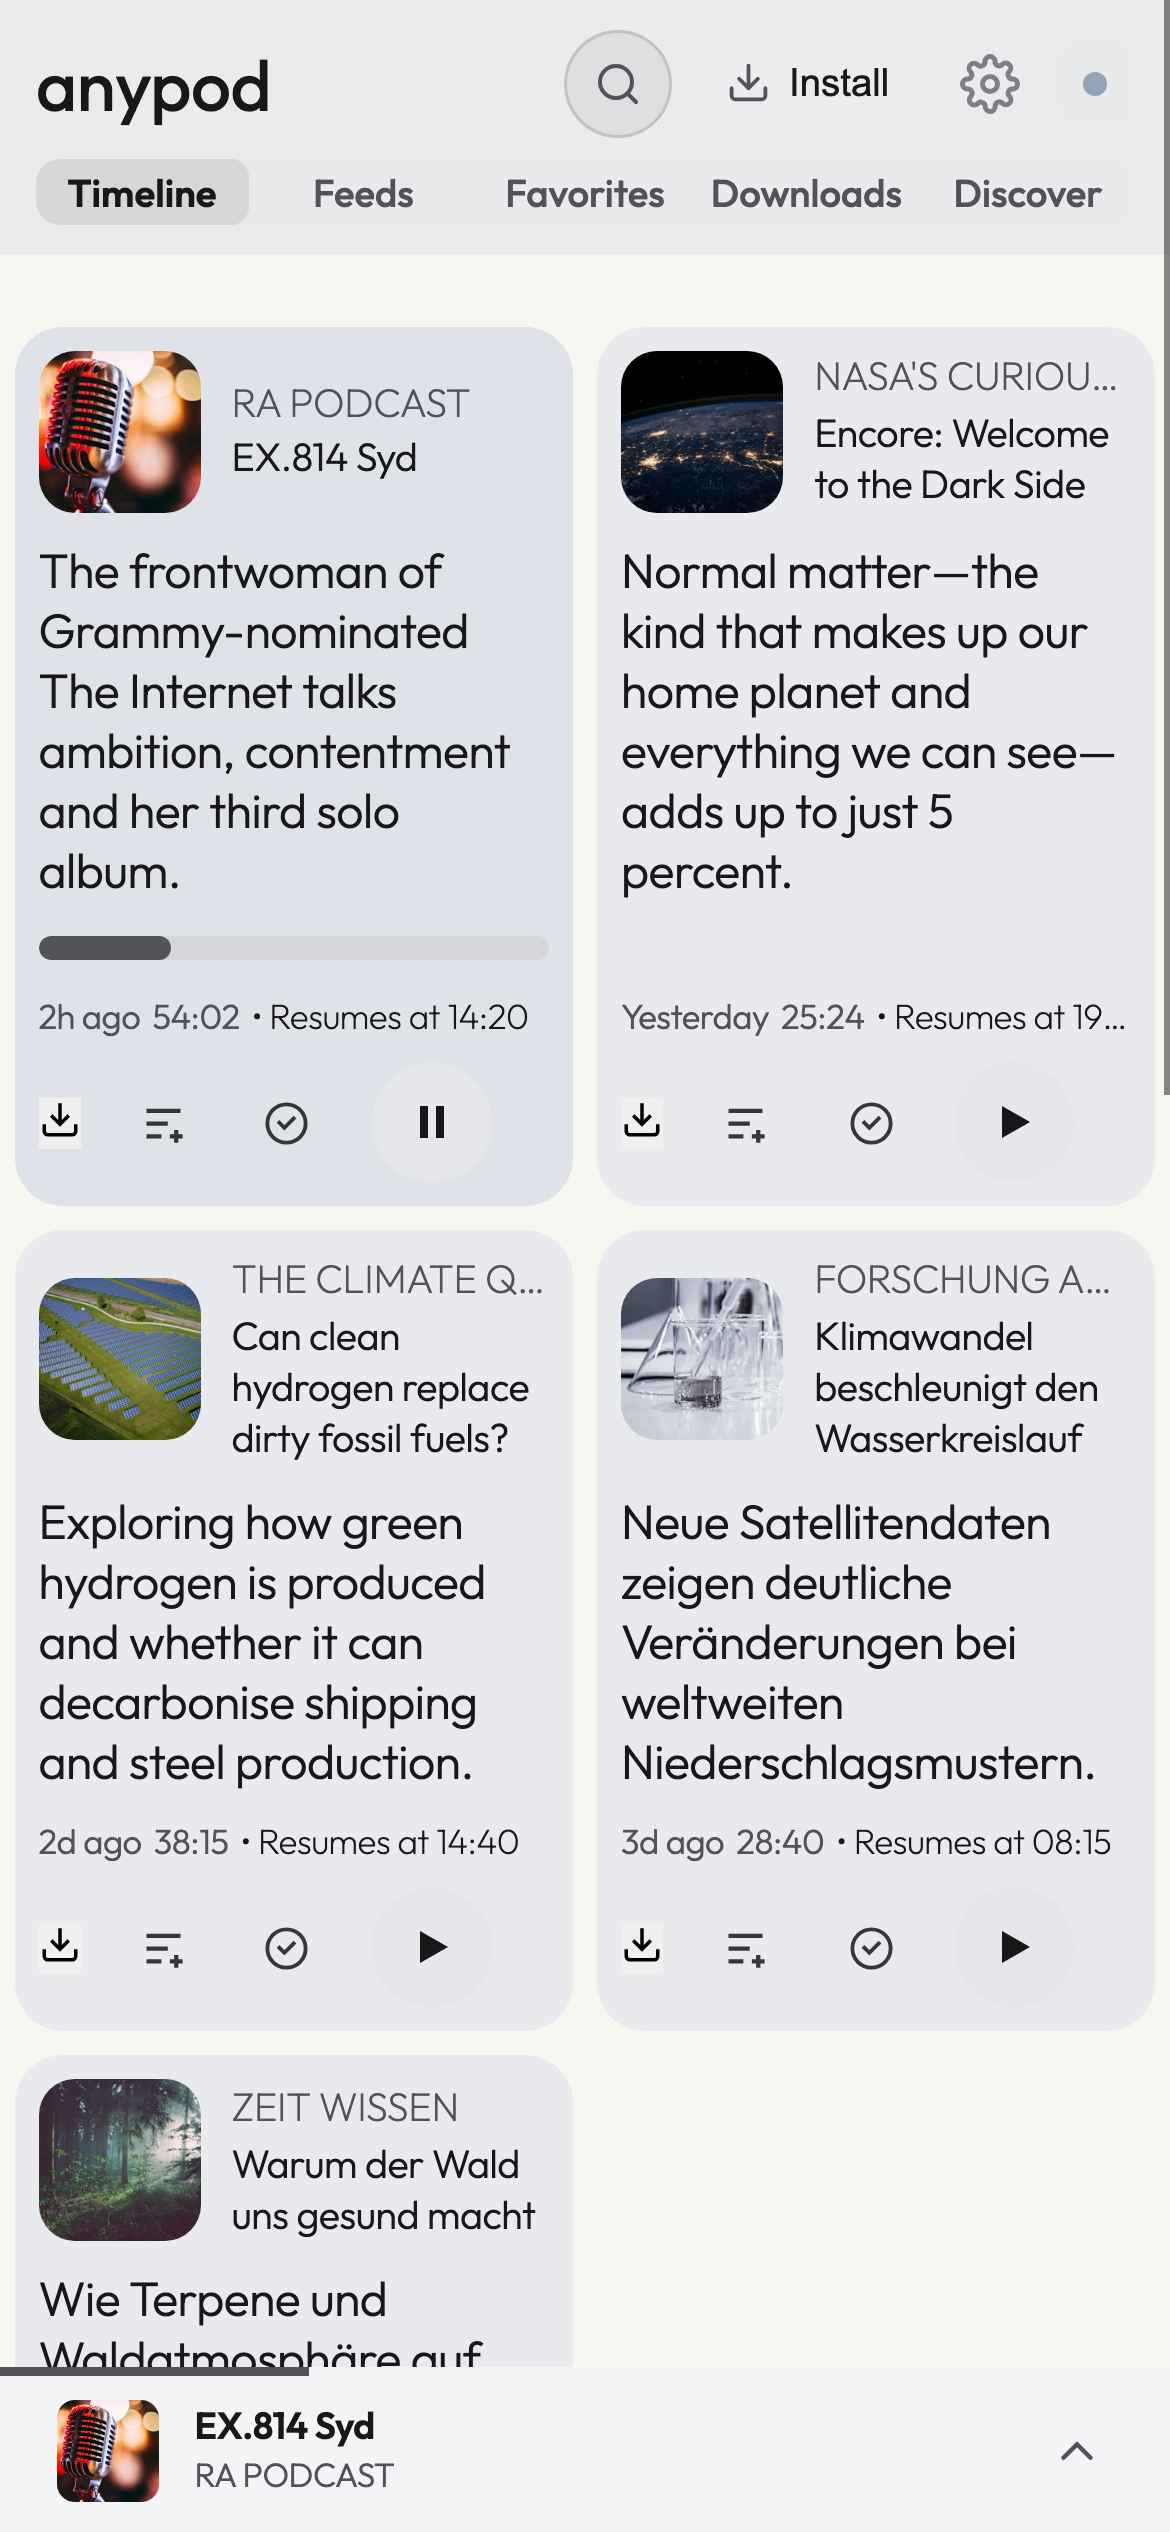 anypod
Install
Timeline
Feeds
Favorites
Downloads
Discover
RA PODCAST
EX.814 Syd
The frontwoman of
Grammy-nominated
The Internet talks
ambition, contentment
and her third solo
album.
2h ago 54:02 • Resumes at 14:20
NASA'S CURIOU...
Encore: Welcome
to the Dark Side
Normal matter—the
kind that makes up our
home planet and
everything we can see—
adds up to just 5
percent.
Yesterday 25:24 • Resumes at 19...
THE CLIMATE Q...
Can clean
hydrogen replace
dirty fossil fuels?
Exploring how green
hydrogen is produced
and whether it can
decarbonise shipping
and steel production.
2d ago 38:15 • Resumes at 14:40
FORSCHUNG A...
Klimawandel
beschleunigt den
Wasserkreislauf
Neue Satellitendaten
zeigen deutliche
Veränderungen bei
weltweiten
Niederschlagsmustern.
3d ago 28:40 • Resumes at 08:15
ZEIT WISSEN
Warum der Wald
uns gesund macht
Wie Terpene und
Waldatmosphäre auf
EX.814 Syd
RA PODCAST